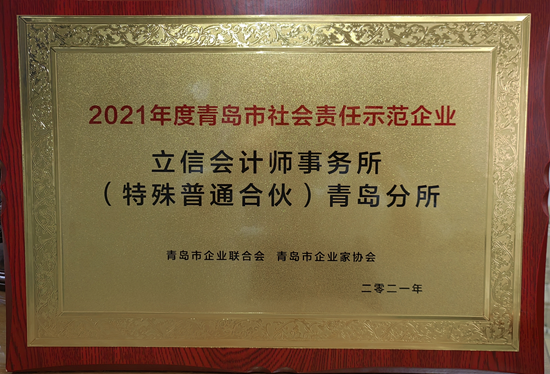 2021年度青岛市社会责任示范企业
立信会计师事务所
（特殊普通合伙）青岛分所
青岛市企业联合会 青岛市企业家协会
二零二一年